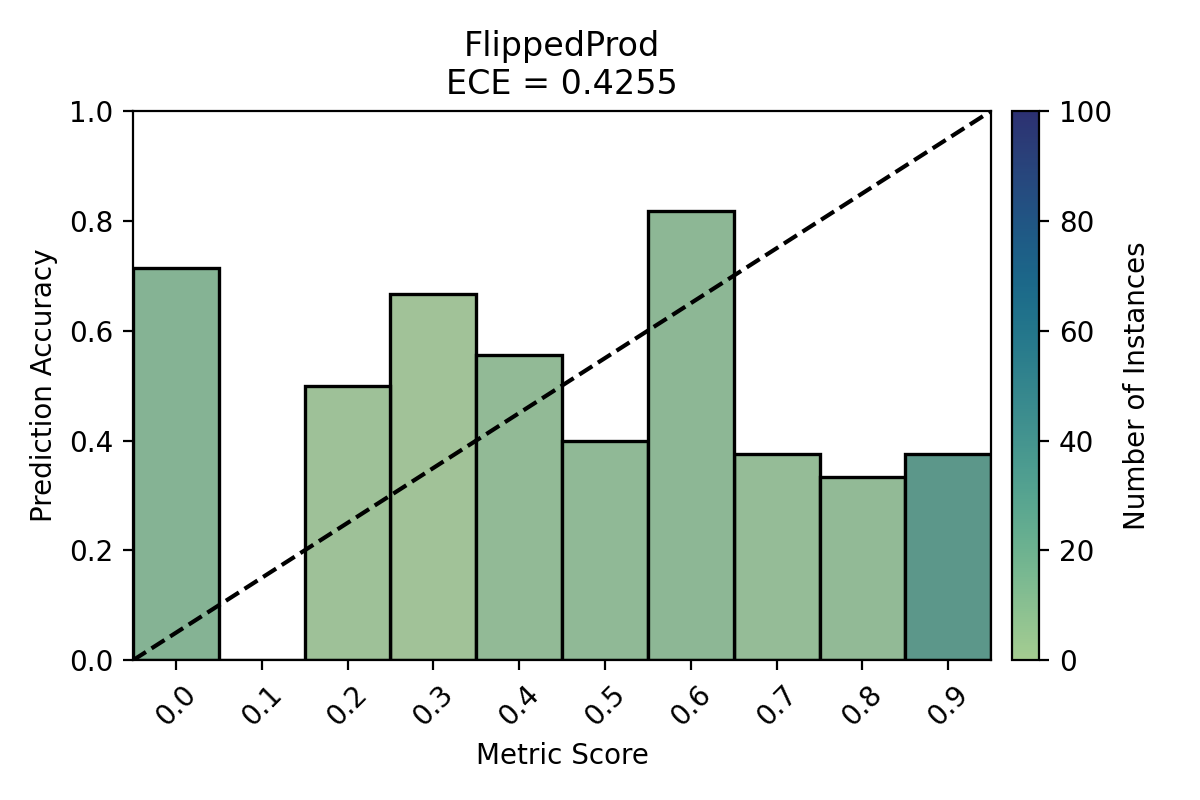 FlippedProd
ECE = 0.4255
1.0
0.8
0.6
0.4
0.2
0.0
Prediction Accuracy
0.0 0.1 0.2 0.3 0.4 0.5 0.6 0.7 0.8 0.9
Metric Score
100
80
60
40
20
0
Number of Instances